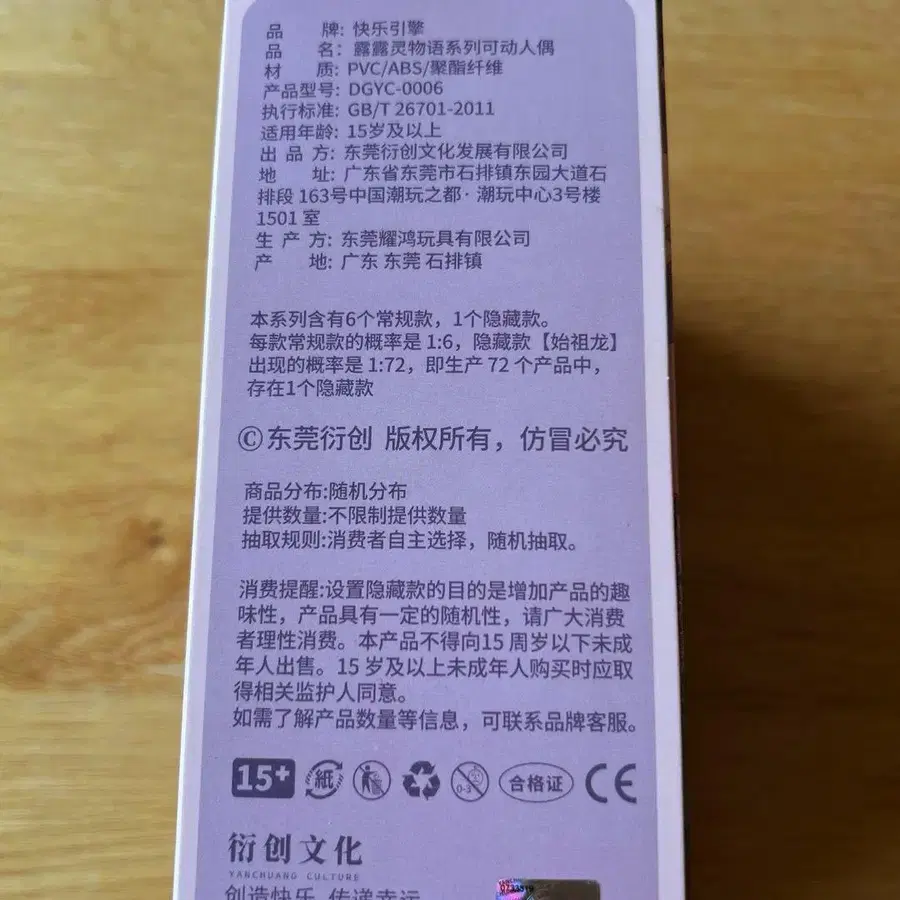 品 牌: 快乐引擎
品 名: 露露灵物语系列可动人偶
材 质: PVC/ABS/聚酯纤维
产品型号: DGYC-0006
执行标准: GB/T 26701-2011
适用年龄: 15岁及以上
出 品 方: 东莞衍创文化发展有限公司
地 址: 广东省东莞市石排镇东园大道石
排段 163号中国潮玩之都·潮玩中心3号楼
1501 室
生 产 方: 东莞耀鸿玩具有限公司
产 地: 广东 东莞 石排镇
本系列含有6个常规款，1个隐藏款。
每款常规款的概率是 1:6，隐藏款【始祖龙】
出现的概率是 1:72，即生产 72 个产品中，
存在1个隐藏款
©东莞衍创 版权所有，仿冒必究
商品分布:随机分布
提供数量:不限制提供数量
抽取规则:消费者自主选择，随机抽取。
消费提醒:设置隐藏款的目的是增加产品的趣
味性，产品具有一定的随机性，请广大消费
者理性消费。本产品不得向15 周岁以下未成
年人出售。15 岁及以上未成年人购买时应取
得相关监护人同意。
如需了解产品数量等信息，可联系品牌客服。
15+ 紙 0-3 合格证 CE
衍创文化
YANCHUANG CULTURE
创造快乐 传递幸运